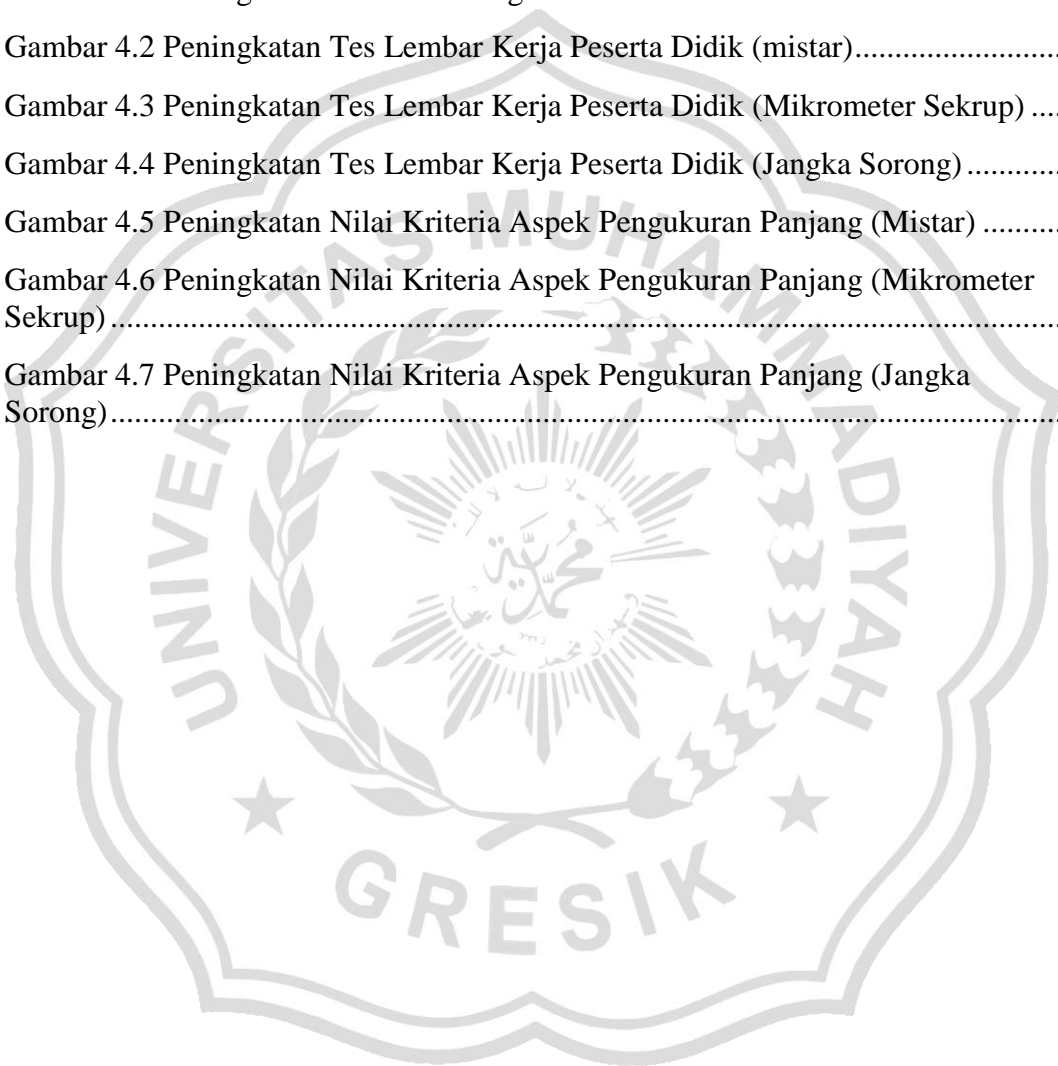 Gambar 4.2 Peningkatan Tes Lembar Kerja Peserta Didik (mistar)..............................
Gambar 4.3 Peningkatan Tes Lembar Kerja Peserta Didik (Mikrometer Sekrup) ....
Gambar 4.4 Peningkatan Tes Lembar Kerja Peserta Didik (Jangka Sorong) ............
Gambar 4.5 Peningkatan Nilai Kriteria Aspek Pengukuran Panjang (Mistar) ..........
Gambar 4.6 Peningkatan Nilai Kriteria Aspek Pengukuran Panjang (Mikrometer
Sekrup) ........................................................................................................................
Gambar 4.7 Peningkatan Nilai Kriteria Aspek Pengukuran Panjang (Jangka
Sorong) ........................................................................................................................
UNIVERSITAS MUHAMMADIYAH
محمدية
GRESIK